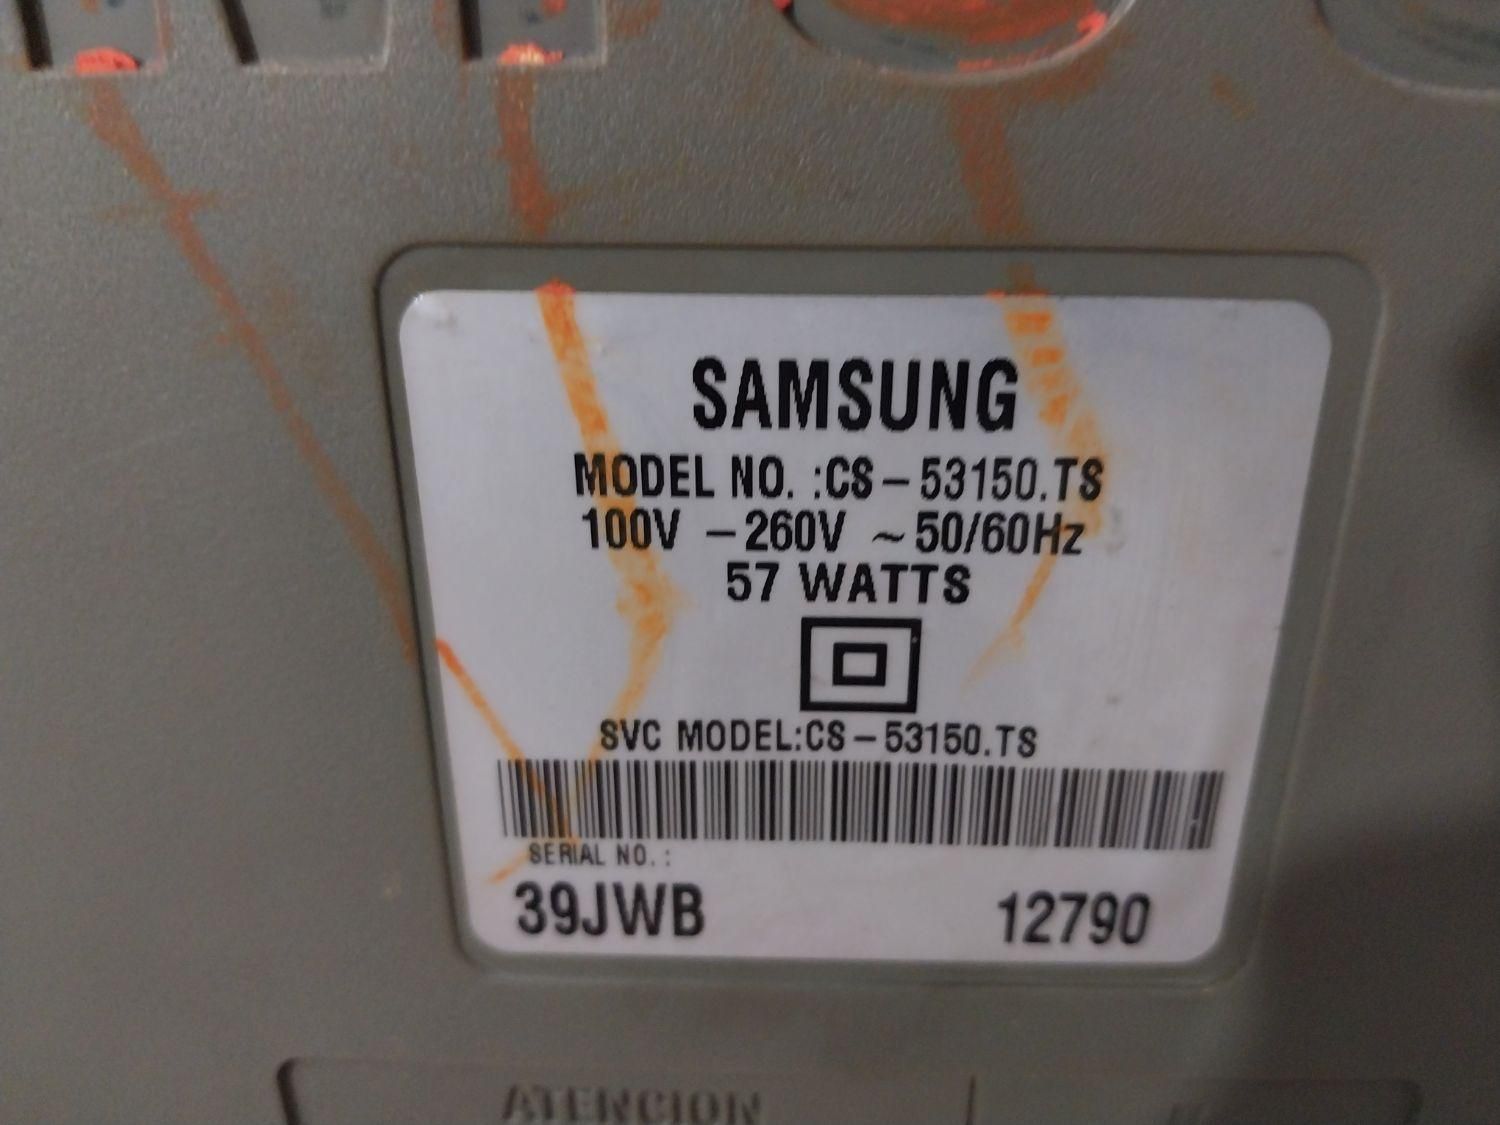 SAMSUNG
MODEL NO. :CS-53150.TS
100V -260V ~50/60Hz
57 WATTS
SVC MODEL:CS-53150.TS
SERIAL NO.:
39JWB 12790
ATENCION